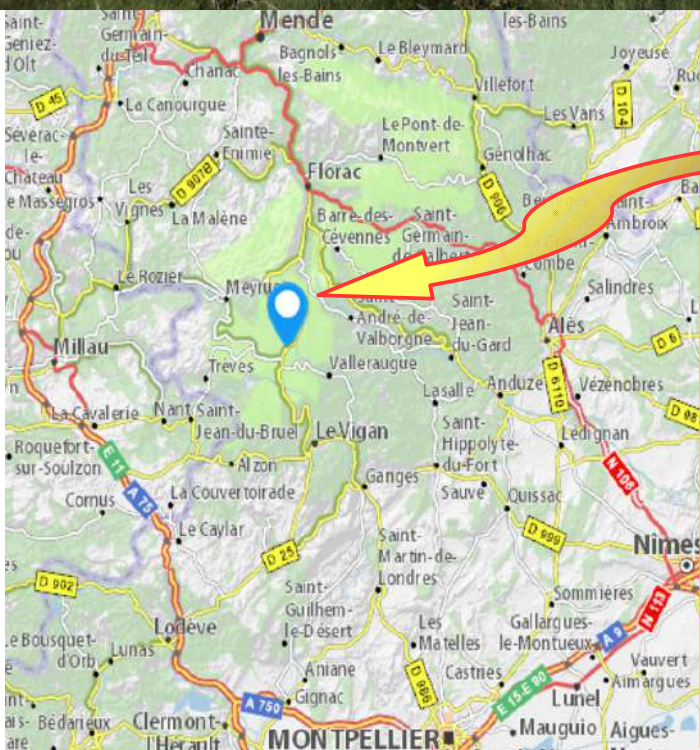 Saint-
Geniez-
d'Olt
Saint-
Germain-
du-Teil
Mende
les-Bains
Bagnols
les-Bains
Le Bleymard
Joyeuse
Chanac
Villefort
D 45
La Canourgue
Les Vans
D 104
Séverac-
le-
Château
Sainte-
Enimie
Le Pont-de-
Montvert
Génolhac
D 907B
Florac
D 906
le Massegros
Les
Vignes
La Malène
Barre-des-
Cévennes
Saint-
Germain-
Ambroix
Combe
Le Rozier
Salindres
André-de-
Valborgne
Saint-
Jean-
du-Gard
Alès
D 6
Millau
Trèves
Valleraugue
D 6110
Lasalle
Anduze
Vézénobres
La Cavalerie
Nant
Saint-
Jean-du-Bruel
Le Vigan
Saint-
Hippolyte-
du-Fort
D 98
Lédignan
Roquefort-
sur-Soulzon
E 11
Alzon
Ganges
N 106
Cornus
A 75
La Couvertoirade
Sauve
Quissac
Le Caylar
D 999
Nîmes
D 25
Saint-
Martin-de-
Londres
D 902
Saint-
Guilhem-
le-Désert
Sommières
N 113
Lodève
Les
Matelles
Gallargues-
le-Montueux
A 9
Le Bousquet-
d'Orb
Lunas
Vauvert
Aniane
D 986
Castries
Aimargues
E 15-E 80
Gignac
A 750
Lunel
Bédarieux
Clermont-
l'Hérault
MONTPELLIER
Mauguio
Aigues-